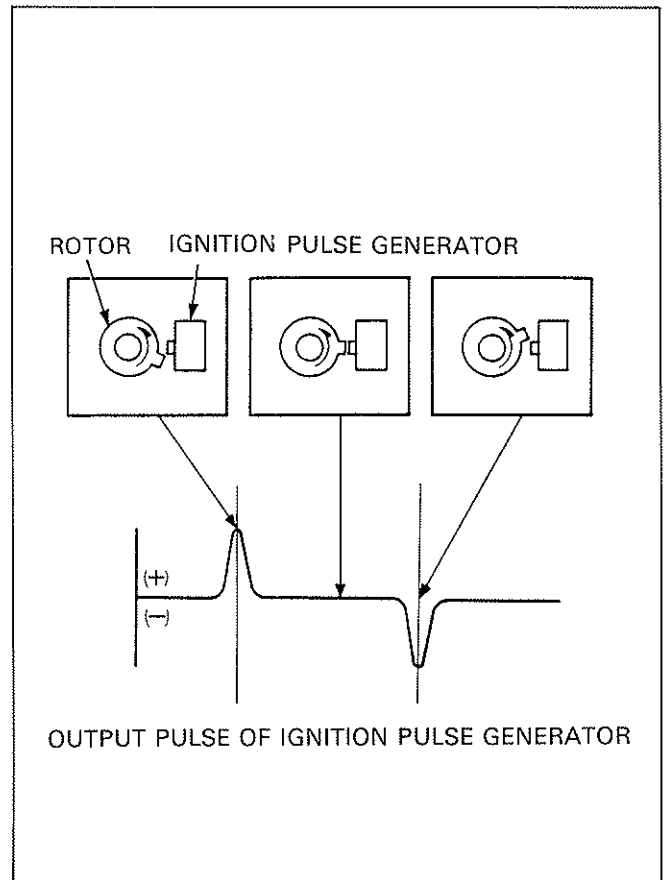 ROTOR
IGNITION PULSE GENERATOR
(+)
(−)
OUTPUT PULSE OF IGNITION PULSE GENERATOR